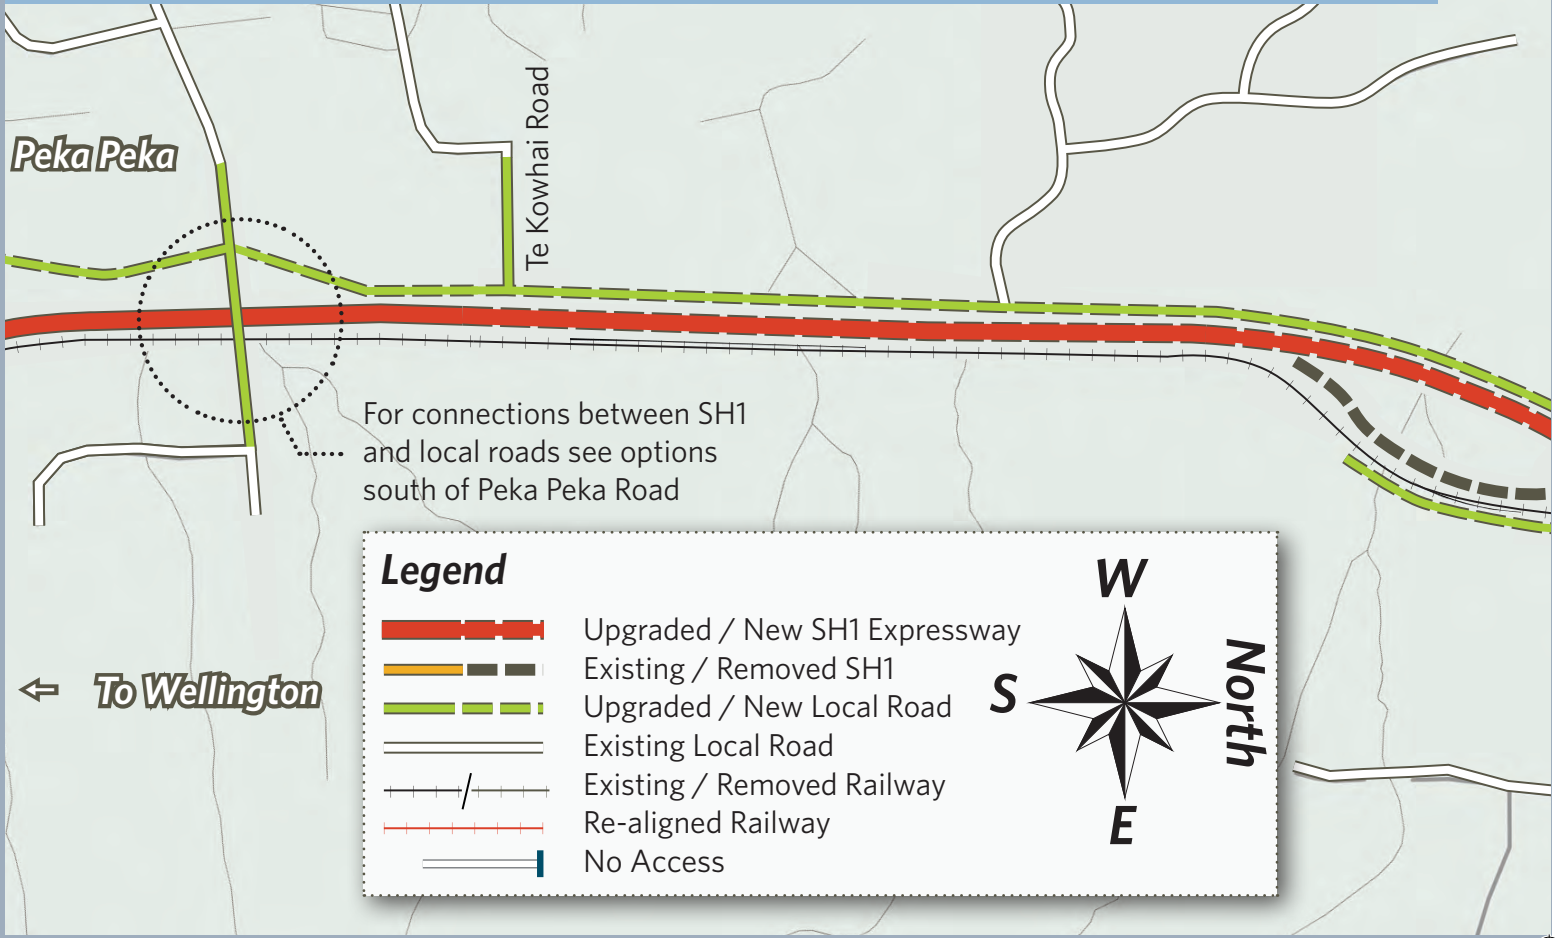 Te Kowhai Road
Peka Peka
For connections between SH1
and local roads see options
south of Peka Peka Road
To Wellington
Legend
Upgraded / New SH1 Expressway
Existing / Removed SH1
Upgraded / New Local Road
Existing Local Road
Existing / Removed Railway
Re-aligned Railway
No Access
W
S
North
E